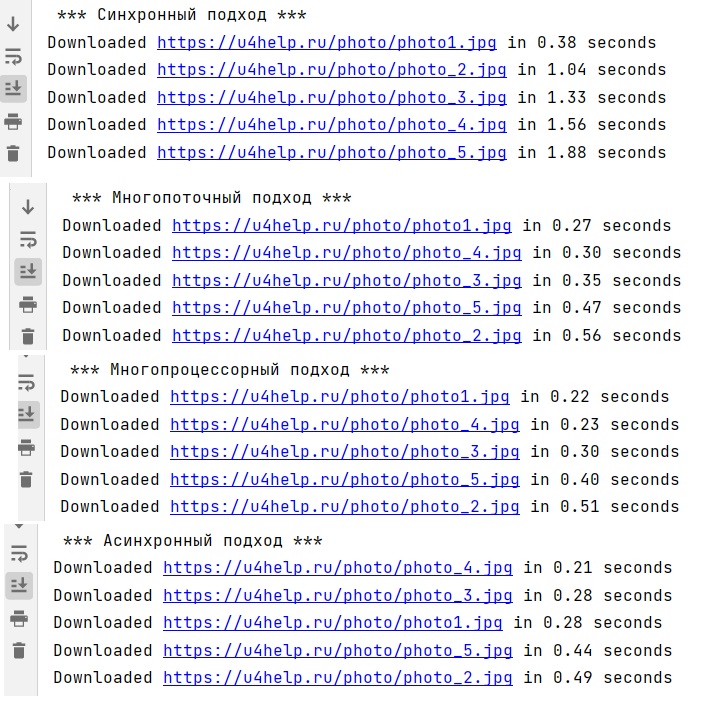 *** Синхронный подход ***
Downloaded https://u4help.ru/photo/photo1.jpg in 0.38 seconds
Downloaded https://u4help.ru/photo/photo_2.jpg in 1.04 seconds
Downloaded https://u4help.ru/photo/photo_3.jpg in 1.33 seconds
Downloaded https://u4help.ru/photo/photo_4.jpg in 1.56 seconds
Downloaded https://u4help.ru/photo/photo_5.jpg in 1.88 seconds
*** Многопоточный подход ***
Downloaded https://u4help.ru/photo/photo1.jpg in 0.27 seconds
Downloaded https://u4help.ru/photo/photo_4.jpg in 0.30 seconds
Downloaded https://u4help.ru/photo/photo_3.jpg in 0.35 seconds
Downloaded https://u4help.ru/photo/photo_5.jpg in 0.47 seconds
Downloaded https://u4help.ru/photo/photo_2.jpg in 0.56 seconds
*** Многопроцессорный подход ***
Downloaded https://u4help.ru/photo/photo1.jpg in 0.22 seconds
Downloaded https://u4help.ru/photo/photo_4.jpg in 0.23 seconds
Downloaded https://u4help.ru/photo/photo_3.jpg in 0.30 seconds
Downloaded https://u4help.ru/photo/photo_5.jpg in 0.40 seconds
Downloaded https://u4help.ru/photo/photo_2.jpg in 0.51 seconds
*** Асинхронный подход ***
Downloaded https://u4help.ru/photo/photo_4.jpg in 0.21 seconds
Downloaded https://u4help.ru/photo/photo_3.jpg in 0.28 seconds
Downloaded https://u4help.ru/photo/photo1.jpg in 0.28 seconds
Downloaded https://u4help.ru/photo/photo_5.jpg in 0.44 seconds
Downloaded https://u4help.ru/photo/photo_2.jpg in 0.49 seconds